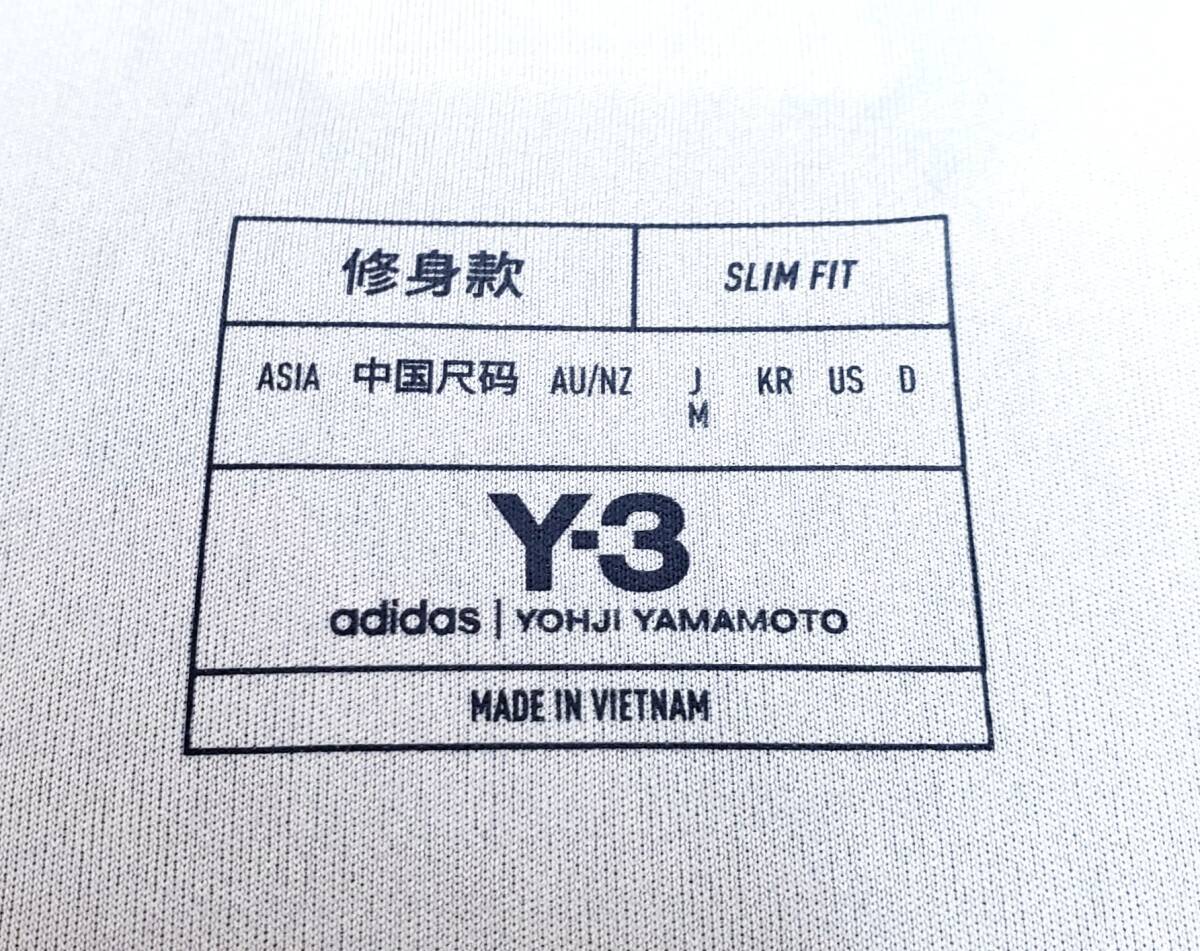 修身款 SLIM FIT
ASIA 中国尺码 AU/NZ J KR US D
M
Y-3
adidas | YOHJI YAMAMOTO
MADE IN VIETNAM